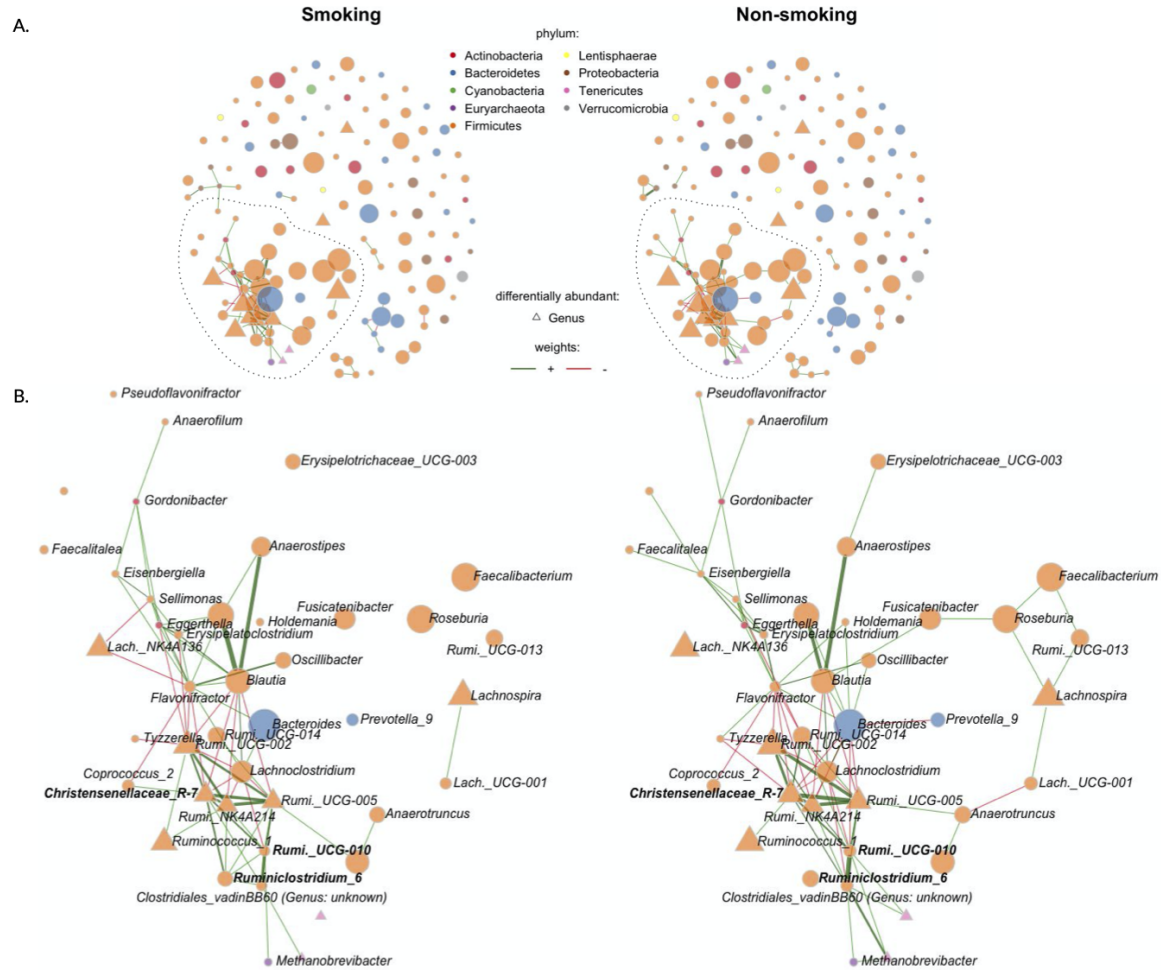 A.
Smoking
Non-smoking
phylum:
Actinobacteria
Lentisphaerae
Bacteroidetes
Proteobacteria
Cyanobacteria
Tenericutes
Euryarchaeota
Verrucomicrobia
Firmicutes
differentially abundant:
Genus
weights:
+
-
B.
Pseudoflavonifractor
Anaerofilum
Erysipelotrichaceae_UCG-003
Gordonibacter
Faecalitalea
Anaerostipes
Eisenbergiella
Faecalibacterium
Sellimonas
Fusicatenibacter
Eggerthella
Holdemania
Roseburia
Erysipelatoclostridium
Lach._NK4A136
Rumi._UCG-013
Oscillibacter
Blautia
Flavonifractor
Lachnospira
Bacteroides
Prevotella_9
Tyzzerella
Rumi._UCG-014
Rumi._UCG-002
Coprococcus_2
Lachnoclostridium
Lach._UCG-001
Christensenellaceae_R-7
Rumi._UCG-005
Rumi._NK4A214
Anaerotruncus
Ruminococcus_1
Rumi._UCG-010
Ruminiclostridium_6
Clostridiales_vadinBB60 (Genus: unknown)
Methanobrevibacter
Pseudoflavonifractor
Anaerofilum
Erysipelotrichaceae_UCG-003
Gordonibacter
Faecalitalea
Anaerostipes
Eisenbergiella
Faecalibacterium
Sellimonas
Fusicatenibacter
Eggerthella
Holdemania
Roseburia
Erysipelatoclostridium
Lach._NK4A136
Rumi._UCG-013
Oscillibacter
Blautia
Flavonifractor
Lachnospira
Bacteroides
Prevotella_9
Tyzzerella
Rumi._UCG-014
Rumi._UCG-002
Coprococcus_2
Lachnoclostridium
Lach._UCG-001
Christensenellaceae_R-7
Rumi._UCG-005
Rumi._NK4A214
Anaerotruncus
Ruminococcus_1
Rumi._UCG-010
Ruminiclostridium_6
Clostridiales_vadinBB60 (Genus: unknown)
Methanobrevibacter